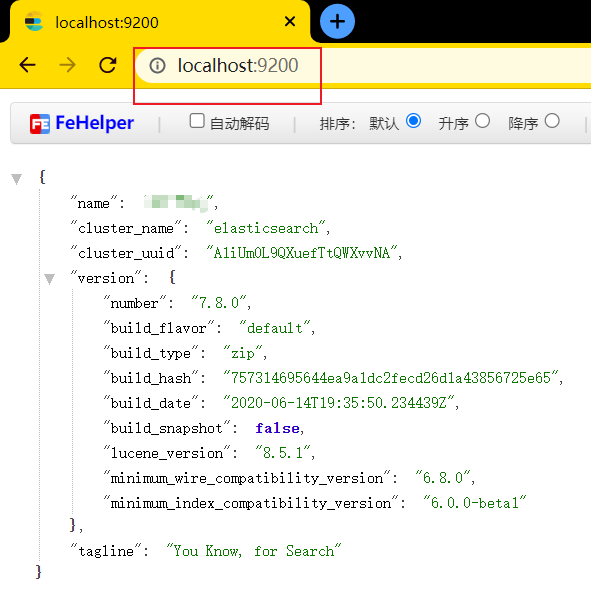 localhost:9200
localhost:9200
FeHelper | 自动解码 | 排序: 默认 升序 降序
{
"name": ",
"cluster_name": "elasticsearch",
"cluster_uuid": "AliUmOL9QXuefTtQWXvvNA",
"version": {
"number": "7.8.0",
"build_flavor": "default",
"build_type": "zip",
"build_hash": "757314695644ea9a1dc2fecd26d1a43856725e65",
"build_date": "2020-06-14T19:35:50.234439Z",
"build_snapshot": false,
"lucene_version": "8.5.1",
"minimum_wire_compatibility_version": "6.8.0",
"minimum_index_compatibility_version": "6.0.0-beta1"
},
"tagline": "You Know, for Search"
}